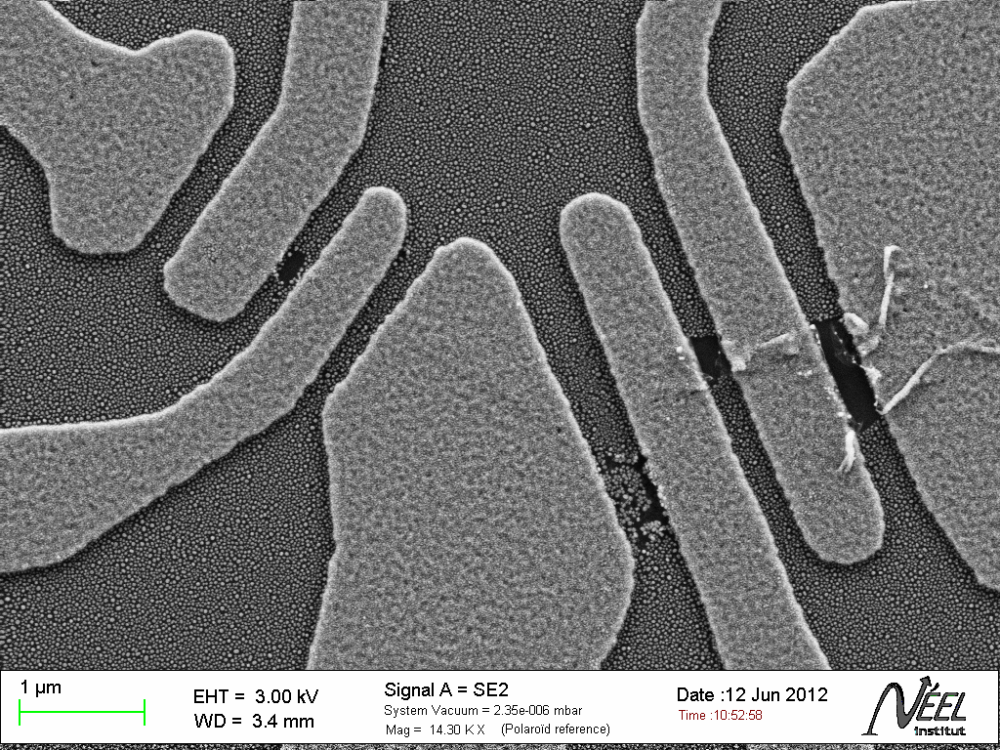 1 µm
EHT = 3.00 kV
WD = 3.4 mm
Signal A = SE2
System Vacuum = 2.35e-006 mbar
Mag = 14.30 K X (Polaroïd reference)
Date :12 Jun 2012
Time :10:52:58
NÉEL
institut